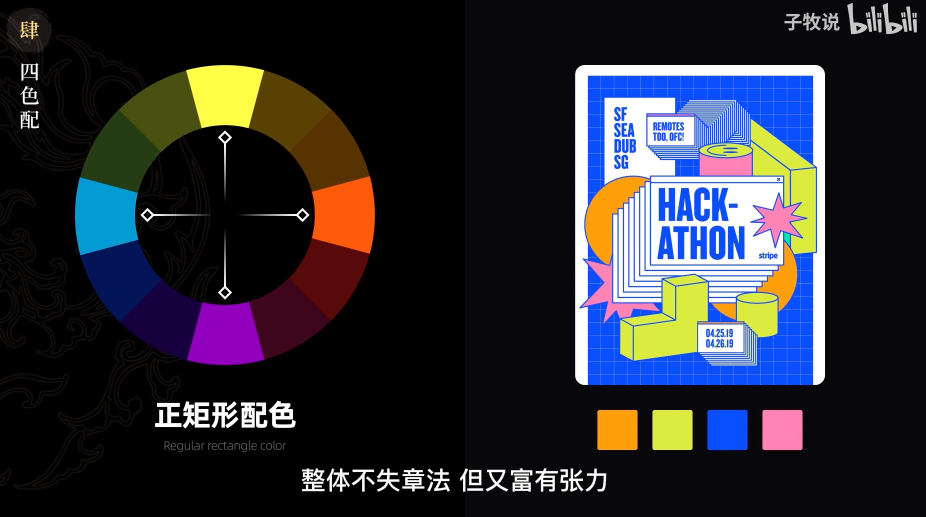 肆
四色配
子牧说 bilibili
SF
SEA
DUB
SG
REMOTES
TOO, OFC!
HACK-
ATHON
stripe
04.25.19
04.26.19
正矩形配色
Regular rectangle color
整体不失章法 但又富有张力